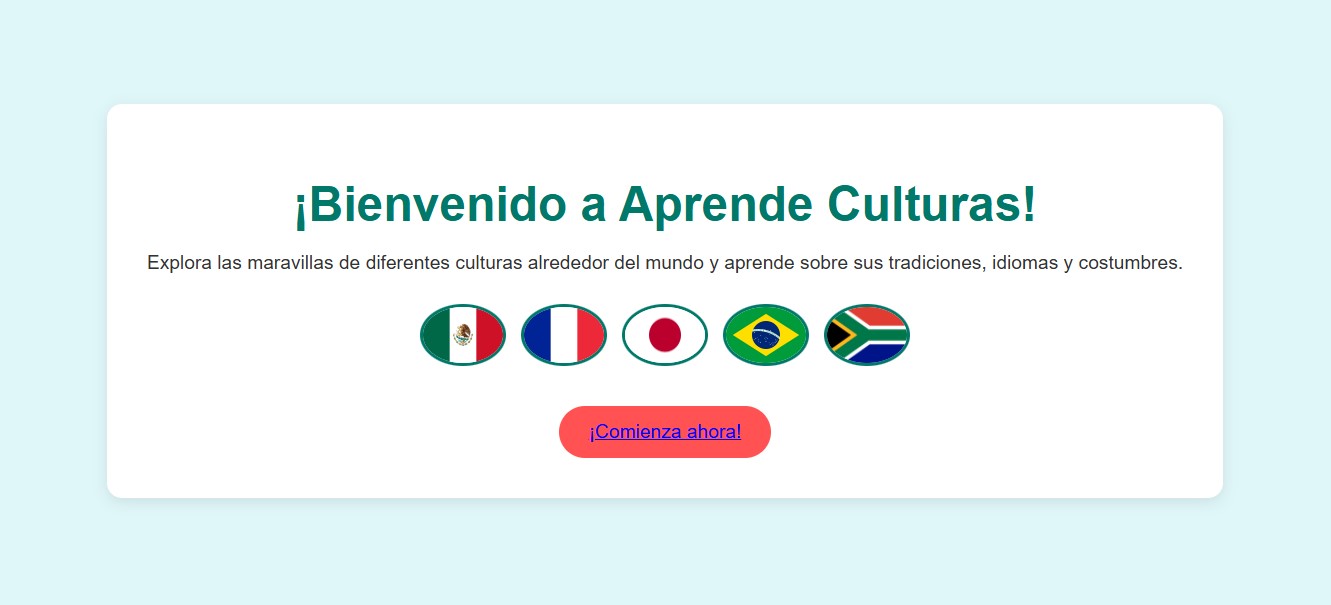 ¡Bienvenido a Aprende Culturas!
Explora las maravillas de diferentes culturas alrededor del mundo y aprende sobre sus tradiciones, idiomas y costumbres.
¡Comienza ahora!